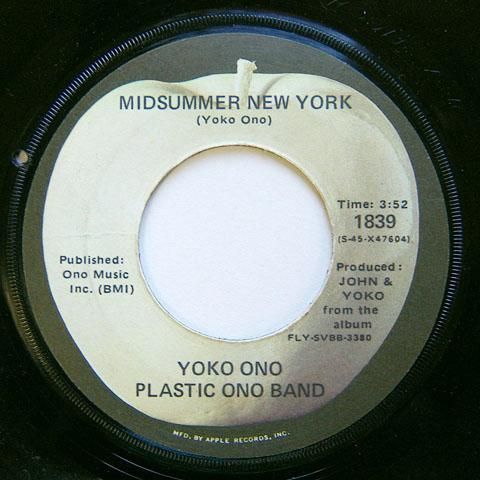 MIDSUMMER NEW YORK
(Yoko Ono)
Time: 3:52
1839
(S-45-X47604)
Published:
Ono Music
Inc. (BMI)
Produced:
JOHN &
YOKO
from the
album
FLY-SVBB-3380
YOKO ONO
PLASTIC ONO BAND
MFD. BY APPLE RECORDS, INC.